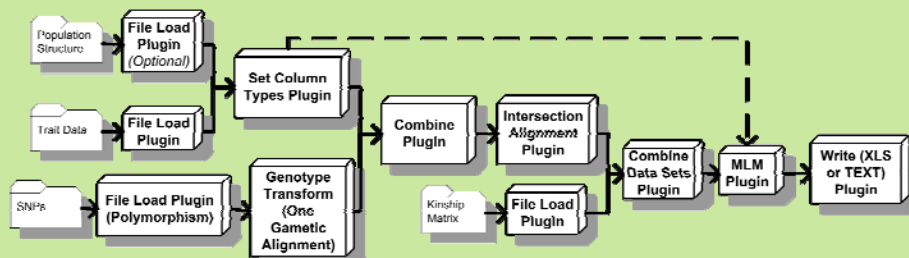 Population
Structure
File Load
Plugin
(Optional)
Trait Data
File Load
Plugin
Set Column
Types Plugin
SNPs
File Load Plugin
(Polymorphism)
Genotype
Transform
(One
Gametic
Alignment)
Combine
Plugin
Intersection
Alignment
Plugin
Kinship
Matrix
File Load
Plugin
Combine
Data Sets
Plugin
MLM
Plugin
Write (XLS
or TEXT)
Plugin